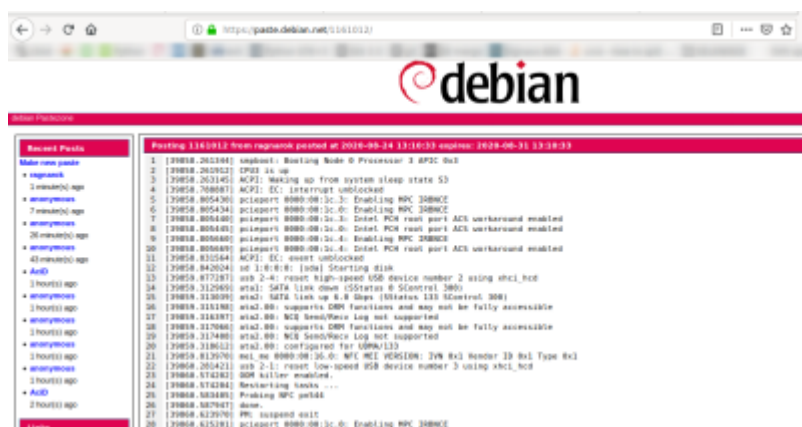 https://paste.debian.net/1161012/
debian
debian Pastezone
Recent Posts
Make new paste
ragnarok
1 minute(s) ago
anonymous
7 minute(s) ago
anonymous
26 minute(s) ago
anonymous
43 minute(s) ago
AciD
1 hour(s) ago
anonymous
1 hour(s) ago
anonymous
1 hour(s) ago
anonymous
1 hour(s) ago
anonymous
1 hour(s) ago
AciD
2 hour(s) ago
Posting 1161012 from ragnarok posted at 2020-08-24 13:10:33 expires: 2020-08-31 13:10:33
1 [39858.261344] smpboot: Booting Node 0 Processor 3 APIC 0x3
2 [39858.261912] CPU3 is up
3 [39858.263145] ACPI: Waking up from system sleep state S3
4 [39858.788087] ACPI: EC: interrupt unblocked
5 [39858.805430] pcieport 0000:00:1c.3: Enabling MPC IRBNCE
6 [39858.805434] pcieport 0000:00:1c.0: Enabling MPC IRBNCE
7 [39858.805440] pcieport 0000:00:1c.3: Intel PCH root port ACS workaround enabled
8 [39858.805445] pcieport 0000:00:1c.0: Intel PCH root port ACS workaround enabled
9 [39858.805660] pcieport 0000:00:1c.4: Enabling MPC IRBNCE
10 [39858.805669] pcieport 0000:00:1c.4: Intel PCH root port ACS workaround enabled
11 [39858.831564] ACPI: EC: event unblocked
12 [39858.842024] sd 1:0:0:0: [sda] Starting disk
13 [39859.077287] usb 2-4: reset high-speed USB device number 2 using xhci_hcd
14 [39859.312969] ata1: SATA link down (SStatus 0 SControl 300)
15 [39859.313039] ata2: SATA link up 6.0 Gbps (SStatus 133 SControl 300)
16 [39859.315198] ata2.00: supports DRM functions and may not be fully accessible
17 [39859.316397] ata2.00: NCQ Send/Recv Log not supported
18 [39859.317066] ata2.00: supports DRM functions and may not be fully accessible
19 [39859.317408] ata2.00: NCQ Send/Recv Log not supported
20 [39859.318612] ata2.00: configured for UDMA/133
21 [39859.813970] mei_me 0000:00:16.0: NFC MEI VERSION: IVN 0x1 Vendor ID 0x1 Type 0x1
22 [39860.281421] usb 2-1: reset low-speed USB device number 3 using xhci_hcd
23 [39860.574282] OOM killer enabled.
24 [39860.574284] Restarting tasks ...
25 [39860.583485] Probing NFC pn544
26 [39860.587947] done.
27 [39860.623970] PM: suspend exit
28 [39860.625201] pcieport 0000:00:1c.0: Enabling MPC IRBNCE